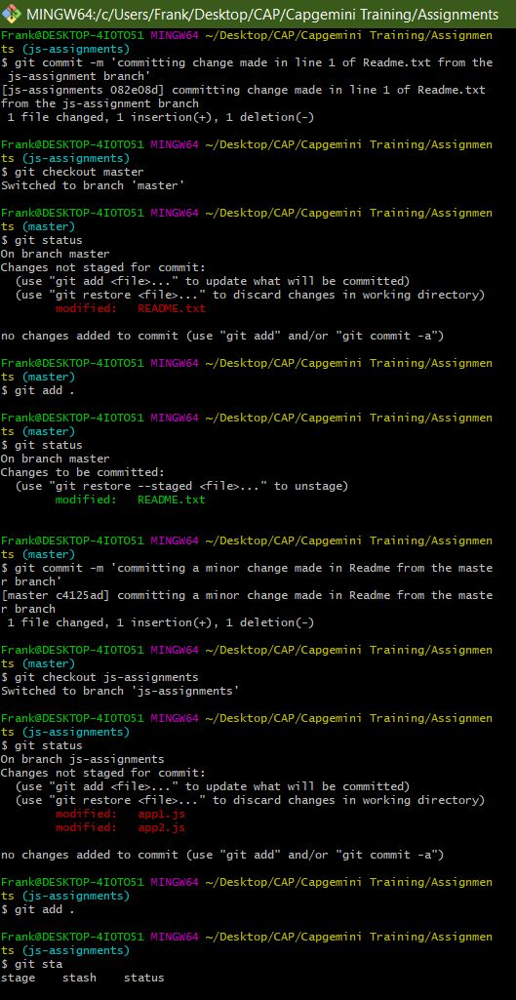 MINGW64:/c/Users/Frank/Desktop/CAP/Capgemini Training/Assignments
Frank@DESKTOP-4IOTO51 MINGW64 ~/Desktop/CAP/Capgemini Training/Assignmen
ts (js-assignments)
$ git commit -m 'committing change made in line 1 of Readme.txt from the
 js-assignment branch'
[js-assignments 082e08d] committing change made in line 1 of Readme.txt
from the js-assignment branch
 1 file changed, 1 insertion(+), 1 deletion(-)
Frank@DESKTOP-4IOTO51 MINGW64 ~/Desktop/CAP/Capgemini Training/Assignmen
ts (js-assignments)
$ git checkout master
Switched to branch 'master'
Frank@DESKTOP-4IOTO51 MINGW64 ~/Desktop/CAP/Capgemini Training/Assignmen
ts (master)
$ git status
On branch master
Changes not staged for commit:
  (use "git add <file>..." to update what will be committed)
  (use "git restore <file>..." to discard changes in working directory)
        modified:   README.txt
no changes added to commit (use "git add" and/or "git commit -a")
Frank@DESKTOP-4IOTO51 MINGW64 ~/Desktop/CAP/Capgemini Training/Assignmen
ts (master)
$ git add .
Frank@DESKTOP-4IOTO51 MINGW64 ~/Desktop/CAP/Capgemini Training/Assignmen
ts (master)
$ git status
On branch master
Changes to be committed:
  (use "git restore --staged <file>..." to unstage)
        modified:   README.txt
Frank@DESKTOP-4IOTO51 MINGW64 ~/Desktop/CAP/Capgemini Training/Assignmen
ts (master)
$ git commit -m 'committing a minor change made in Readme from the maste
r branch'
[master c4125ad] committing a minor change made in Readme from the maste
r branch
 1 file changed, 1 insertion(+), 1 deletion(-)
Frank@DESKTOP-4IOTO51 MINGW64 ~/Desktop/CAP/Capgemini Training/Assignmen
ts (master)
$ git checkout js-assignments
Switched to branch 'js-assignments'
Frank@DESKTOP-4IOTO51 MINGW64 ~/Desktop/CAP/Capgemini Training/Assignmen
ts (js-assignments)
$ git status
On branch js-assignments
Changes not staged for commit:
  (use "git add <file>..." to update what will be committed)
  (use "git restore <file>..." to discard changes in working directory)
        modified:   app1.js
        modified:   app2.js
no changes added to commit (use "git add" and/or "git commit -a")
Frank@DESKTOP-4IOTO51 MINGW64 ~/Desktop/CAP/Capgemini Training/Assignmen
ts (js-assignments)
$ git add .
Frank@DESKTOP-4IOTO51 MINGW64 ~/Desktop/CAP/Capgemini Training/Assignmen
ts (js-assignments)
$ git sta
stage    stash    status